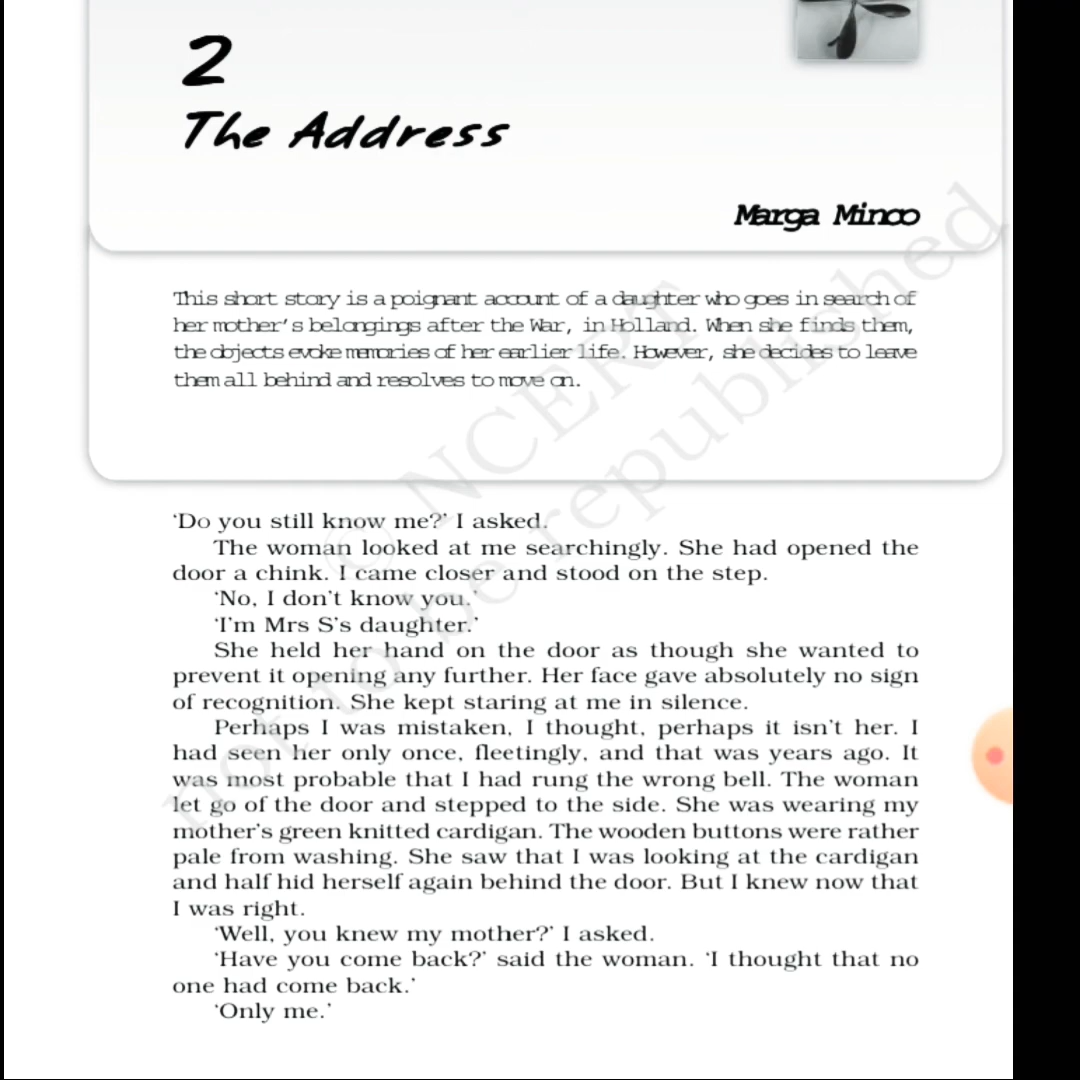 2
The Address
Marga Minco
This short story is a poignant account of a daughter who goes in search of
her mother's belongings after the War, in Holland. When she finds them,
the objects evoke memories of her earlier life. However, she decides to leave
them all behind and resolves to move on.
'Do you still know me?' I asked.
The woman looked at me searchingly. She had opened the
door a chink. I came closer and stood on the step.
'No, I don't know you.'
'I'm Mrs S's daughter.'
She held her hand on the door as though she wanted to
prevent it opening any further. Her face gave absolutely no sign
of recognition. She kept staring at me in silence.
Perhaps I was mistaken, I thought, perhaps it isn't her. I
had seen her only once, fleetingly, and that was years ago. It
was most probable that I had rung the wrong bell. The woman
let go of the door and stepped to the side. She was wearing my
mother's green knitted cardigan. The wooden buttons were rather
pale from washing. She saw that I was looking at the cardigan
and half hid herself again behind the door. But I knew now that
I was right.
'Well, you knew my mother?' I asked.
'Have you come back?' said the woman. 'I thought that no
one had come back.'
'Only me.'
© NCERT
not to be republished